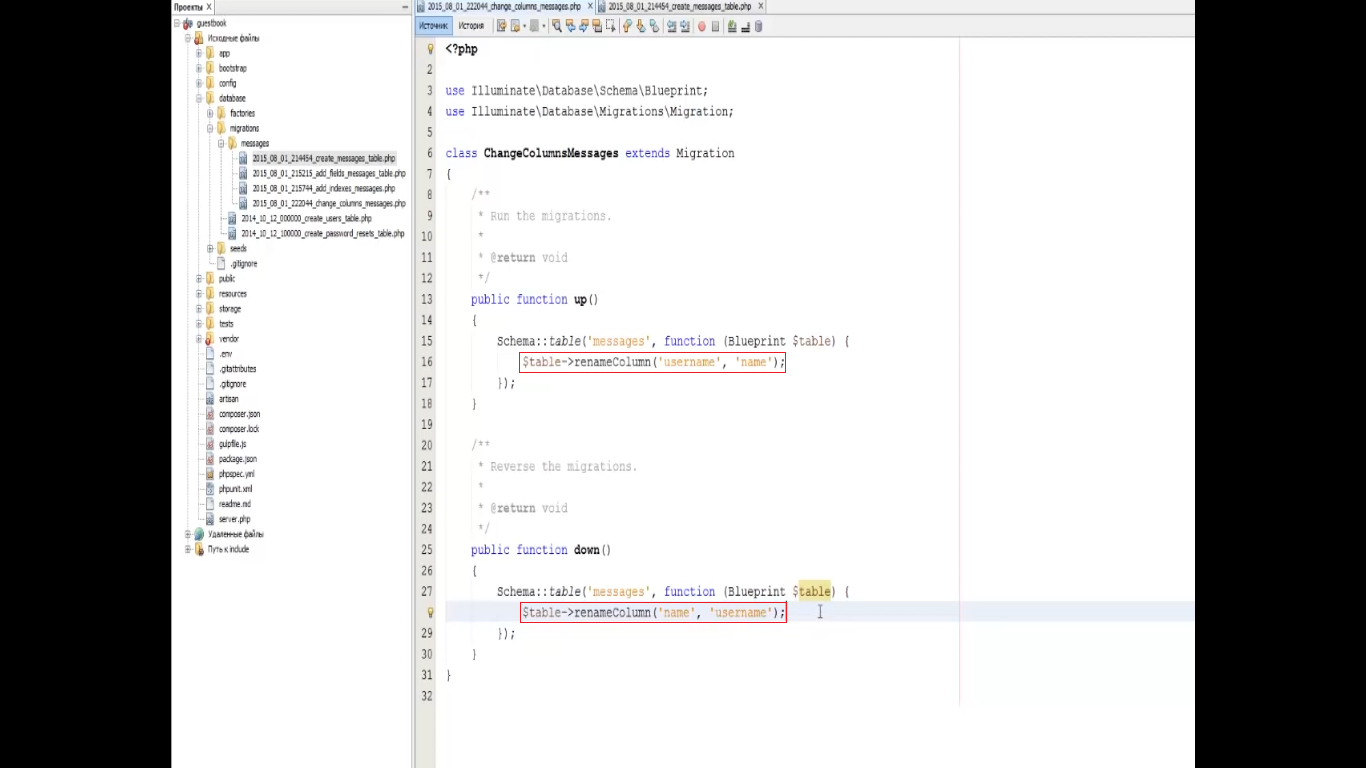 Проекты
guestbook
Исходные файлы
app
bootstrap
config
database
factories
migrations
messages
2015_08_01_214454_create_messages_table.php
2015_08_01_215215_add_fields_messages_table.php
2015_08_01_215744_add_indexes_messages.php
2015_08_01_222044_change_columns_messages.php
2014_10_12_000000_create_users_table.php
2014_10_12_100000_create_password_resets_table.php
seeds
.gitignore
public
resources
storage
tests
vendor
.env
.gitattributes
.gitignore
artisan
composer.json
composer.lock
gulpfile.js
package.json
phpspec.yml
phpunit.xml
readme.md
server.php
Удаленные файлы
Путь к include
2015_08_01_222044_change_columns_messages.php 2015_08_01_214454_create_messages_table.php
Источник История
<?php
2
3 use Illuminate\Database\Schema\Blueprint;
4 use Illuminate\Database\Migrations\Migration;
5
6 class ChangeColumnsMessages extends Migration
7 {
8 /**
9 * Run the migrations.
10 *
11 * @return void
12 */
13 public function up()
14 {
15 Schema::table('messages', function (Blueprint $table) {
16 $table->renameColumn('username', 'name');
17 });
18 }
19
20 /**
21 * Reverse the migrations.
22 *
23 * @return void
24 */
25 public function down()
26 {
27 Schema::table('messages', function (Blueprint $table) {
$table->renameColumn('name', 'username');
29 });
30 }
31 }
32